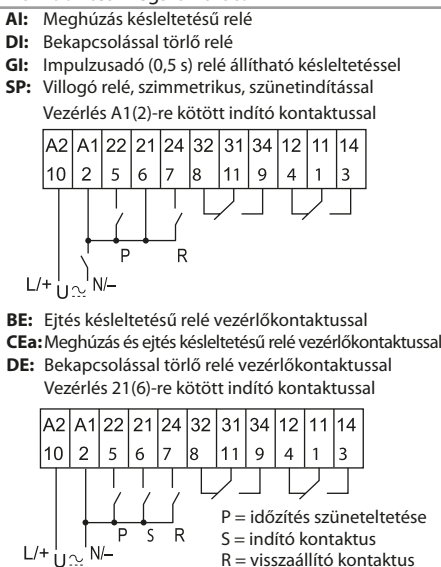 AI: Meghúzás késleltetésű relé
DI: Bekapcsolással törlő relé
GI: Impulzusadó (0,5 s) relé állítható késleltetéssel
SP: Villogó relé, szimmetrikus, szünetindítással
Vezérlés A1(2)-re kötött indító kontaktussal
A2 A1 22 21 24 32 31 34 12 11 14
10 2 5 6 7 8 11 9 4 1 3
P R
L/+ U N/–
BE: Ejtés késleltetésű relé vezérlőkontaktussal
CEa: Meghúzás és ejtés késleltetésű relé vezérlőkontaktussal
DE: Bekapcsolással törlő relé vezérlőkontaktussal
Vezérlés 21(6)-re kötött indító kontaktussal
A2 A1 22 21 24 32 31 34 12 11 14
10 2 5 6 7 8 11 9 4 1 3
P S R
L/+ U N/–
P = időzítés szüneteltetése
S = indító kontaktus
R = visszaállító kontaktus